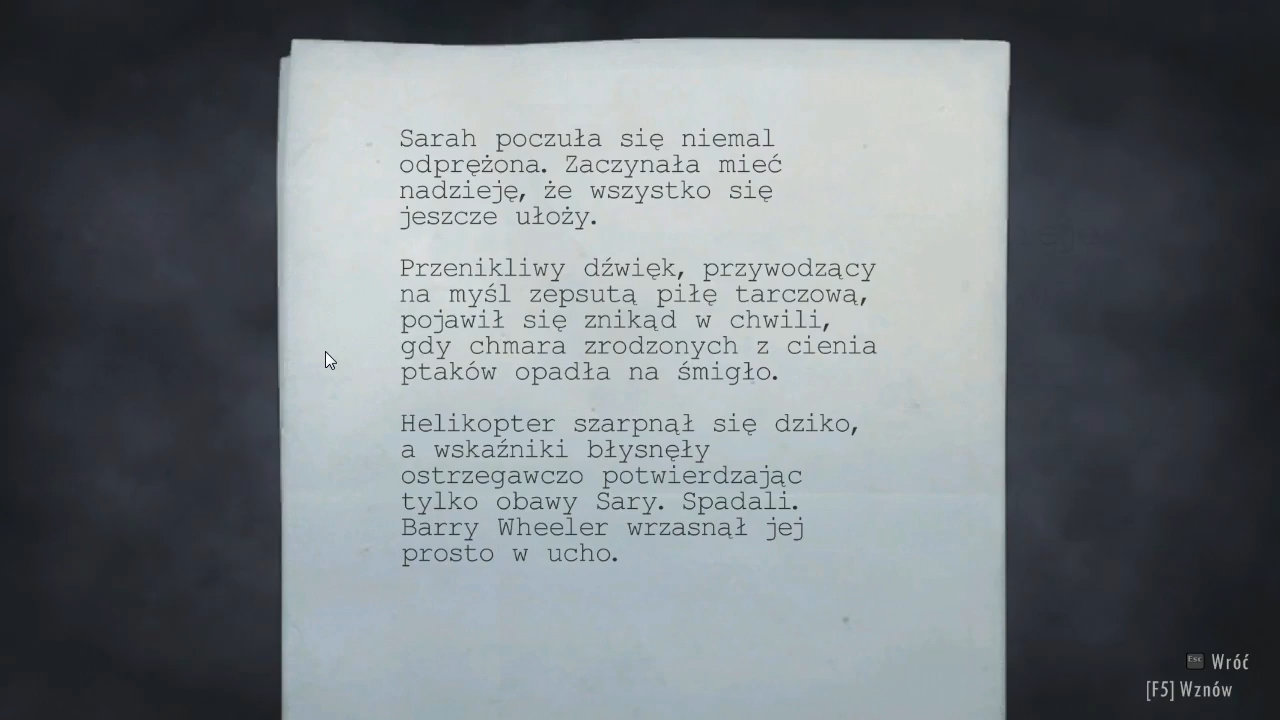 Sarah poczuła się niemal
odprężona. Zaczynała mieć
nadzieję, że wszystko się
jeszcze ułoży.
Przenikliwy dźwięk, przywodzący
na myśl zepsutą piłę tarczową,
pojawił się znikąd w chwili,
gdy chmara zrodzonych z cienia
ptaków opadła na śmigło.
Helikopter szarpnął się dziko,
a wskaźniki błysnęły
ostrzegawczo potwierdzając
tylko obawy Sary. Spadali.
Barry Wheeler wrzasnął jej
prosto w ucho.
Esc Wróć
[F5] Wznów